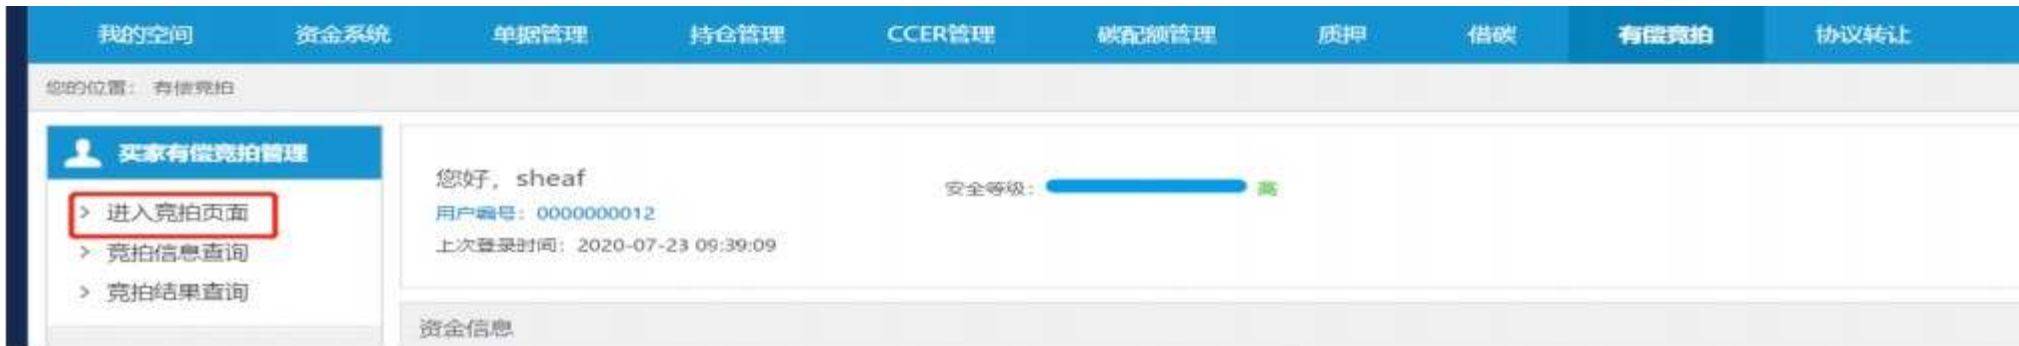 我的空间 资金系统 单据管理 持仓管理 CCER管理 碳配额管理 质押 借碳 有偿竞拍 协议转让
您的位置： 有偿竞拍
买家有偿竞拍管理
> 进入竞拍页面
> 竞拍信息查询
> 竞拍结果查询
您好，sheaf
安全等级： 高
用户编号：0000000012
上次登录时间：2020-07-23 09:39:09
资金信息